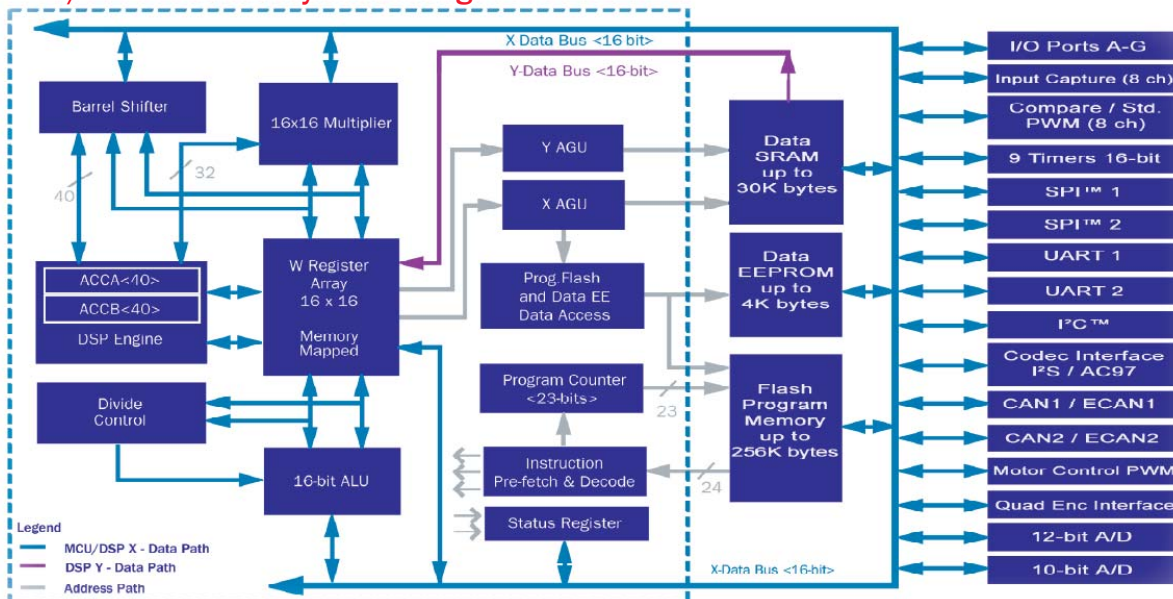 X Data Bus <16 bit>
Y-Data Bus <16-bit>
Barrel Shifter
16x16 Multiplier
40
32
Y AGU
X AGU
Data
SRAM
up to
30K bytes
ACCA<40>
ACCB<40>
DSP Engine
W Register
Array
16 x 16
Memory
Mapped
Prog.Flash
and Data EE
Data Access
Data
EEPROM
up to
4K bytes
Divide
Control
Program Counter
<23-bits>
23
Flash
Program
Memory
up to
256K bytes
16-bit ALU
Instruction
Pre-fetch & Decode
24
Status Register
X-Data Bus <16-bit>
I/O Ports A-G
Input Capture (8 ch)
Compare / Std.
PWM (8 ch)
9 Timers 16-bit
SPI™ 1
SPI™ 2
UART 1
UART 2
I²C™
Codec Interface
I²S / AC97
CAN1 / ECAN1
CAN2 / ECAN2
Motor Control PWM
Quad Enc Interface
12-bit A/D
10-bit A/D
Legend
MCU/DSP X - Data Path
DSP Y - Data Path
Address Path